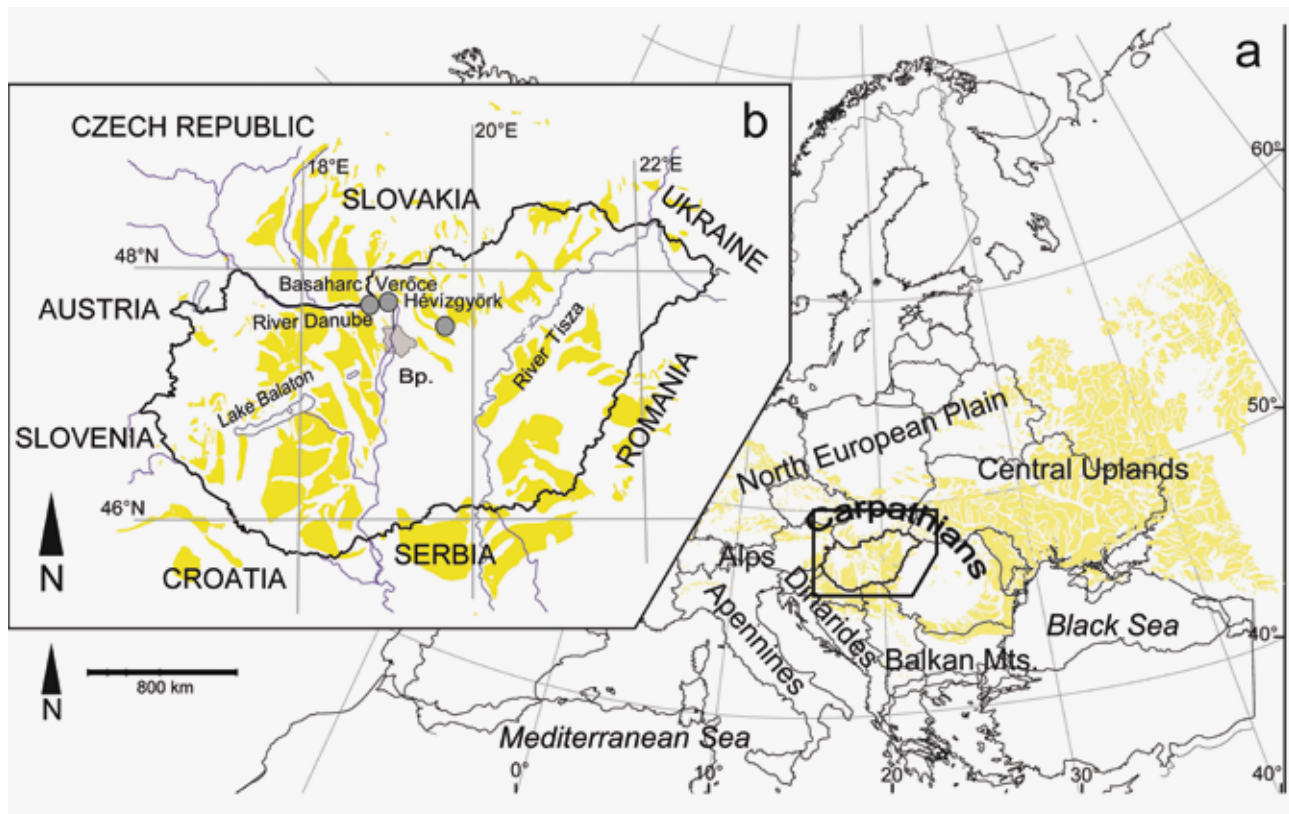 a
b
CZECH REPUBLIC
20°E
18°E
22°E
SLOVAKIA
UKRAINE
48°N
AUSTRIA
Basaharc
Verőce
Hévízgyörk
River Danube
River Tisza
Bp.
Lake Balaton
SLOVENIA
ROMANIA
46°N
N
SERBIA
CROATIA
N
800 km
60°
50°
North European Plain
Central Uplands
Carpathians
Alps
Dinarides
Apennines
Black Sea
Balkan Mts.
40°
Mediterranean Sea
0°
10°
20°
30°
40°